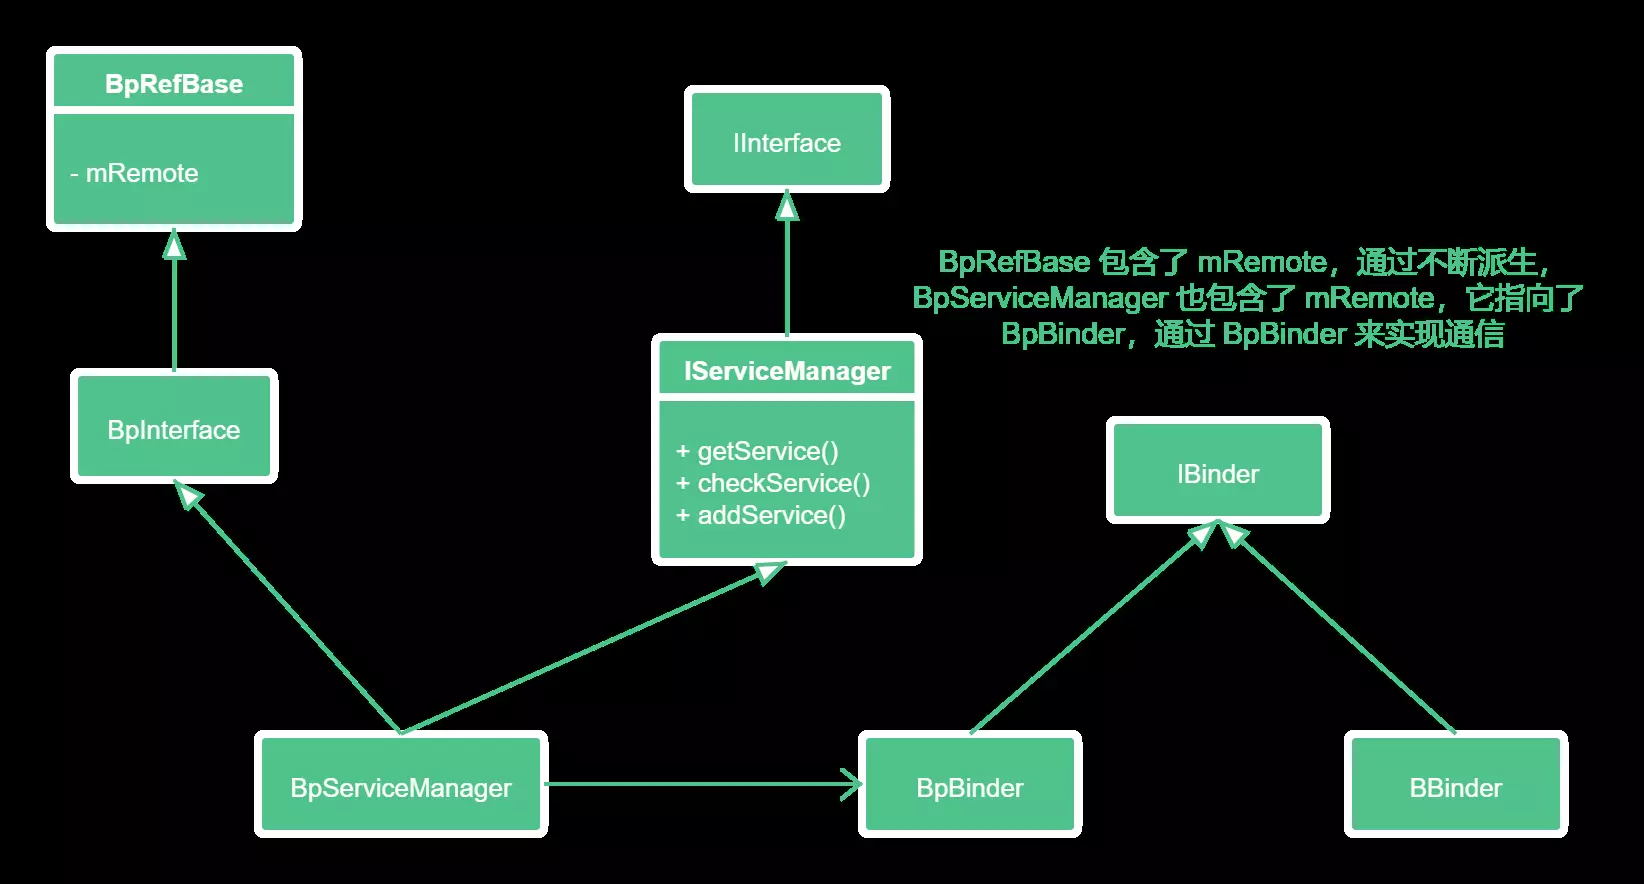 BpRefBase
- mRemote
IInterface
BpRefBase 包含了 mRemote，通过不断派生，
BpServiceManager 也包含了 mRemote，它指向了
BpBinder，通过 BpBinder 来实现通信
IServiceManager
+ getService()
+ checkService()
+ addService()
BpInterface
IBinder
BpServiceManager
BpBinder
BBinder